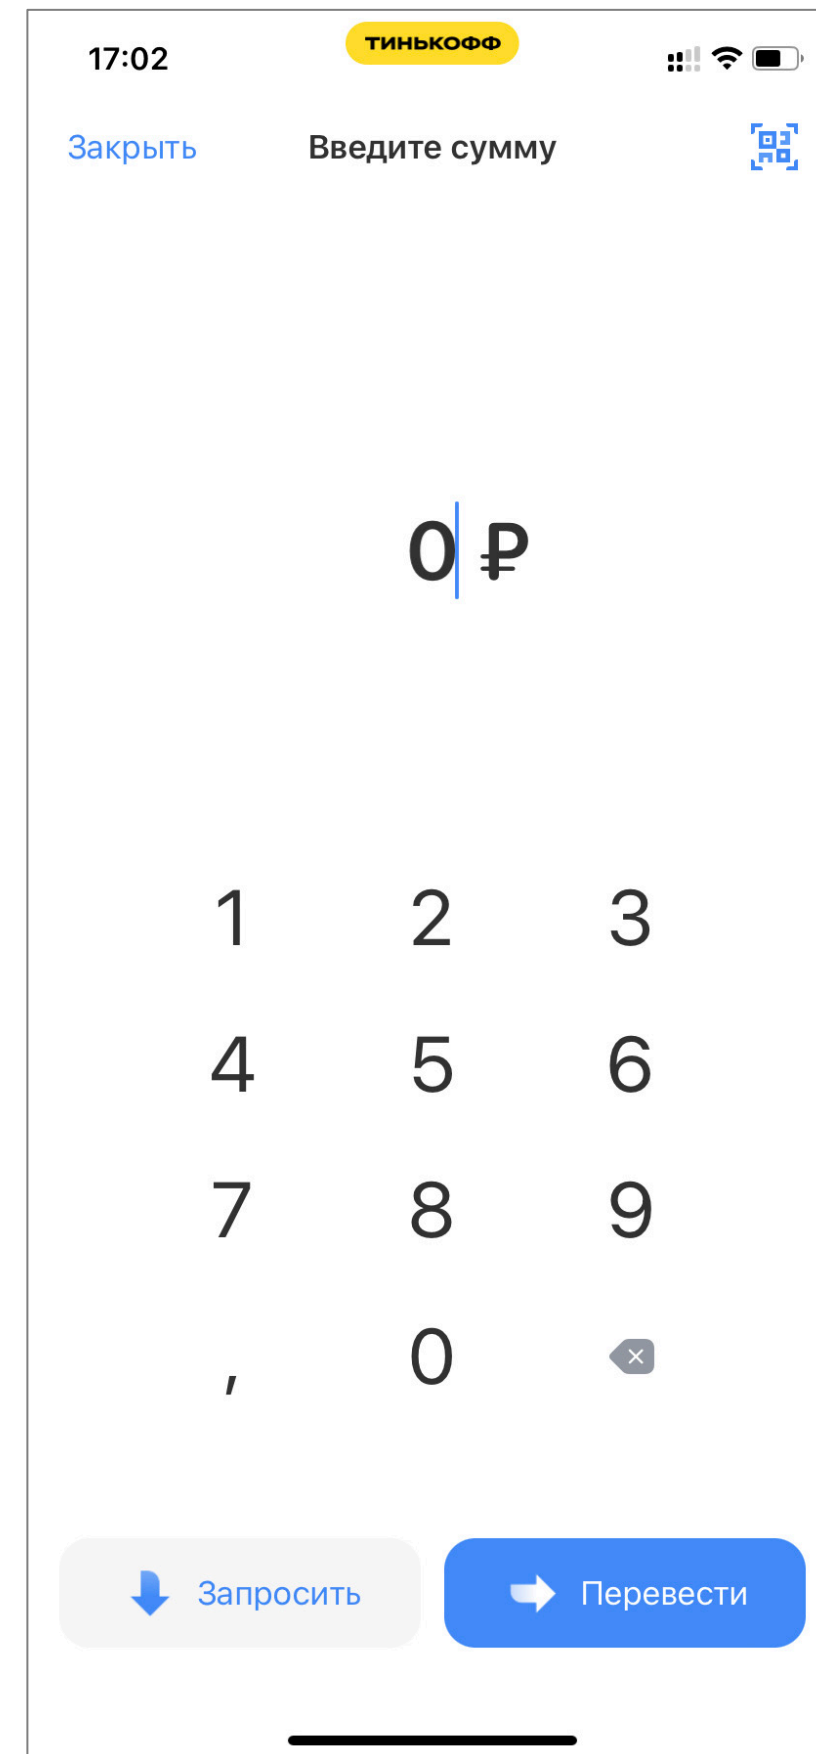 17:02
ТИНЬКОФФ
Закрыть
Введите сумму
0 ₽
1 2 3
4 5 6
7 8 9
, 0
Запросить
Перевести